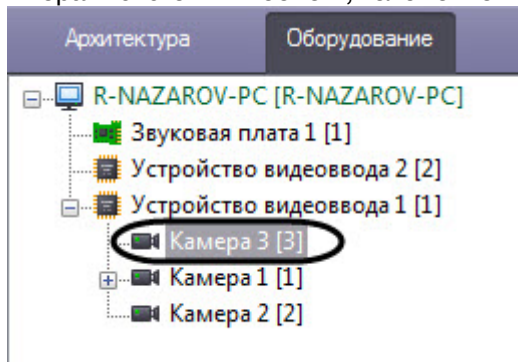 Архитектура Оборудование
R-NAZAROV-PC [R-NAZAROV-PC]
Звуковая плата 1 [1]
Устройство видеоввода 2 [2]
Устройство видеоввода 1 [1]
Камера 3 [3]
Камера 1 [1]
Камера 2 [2]